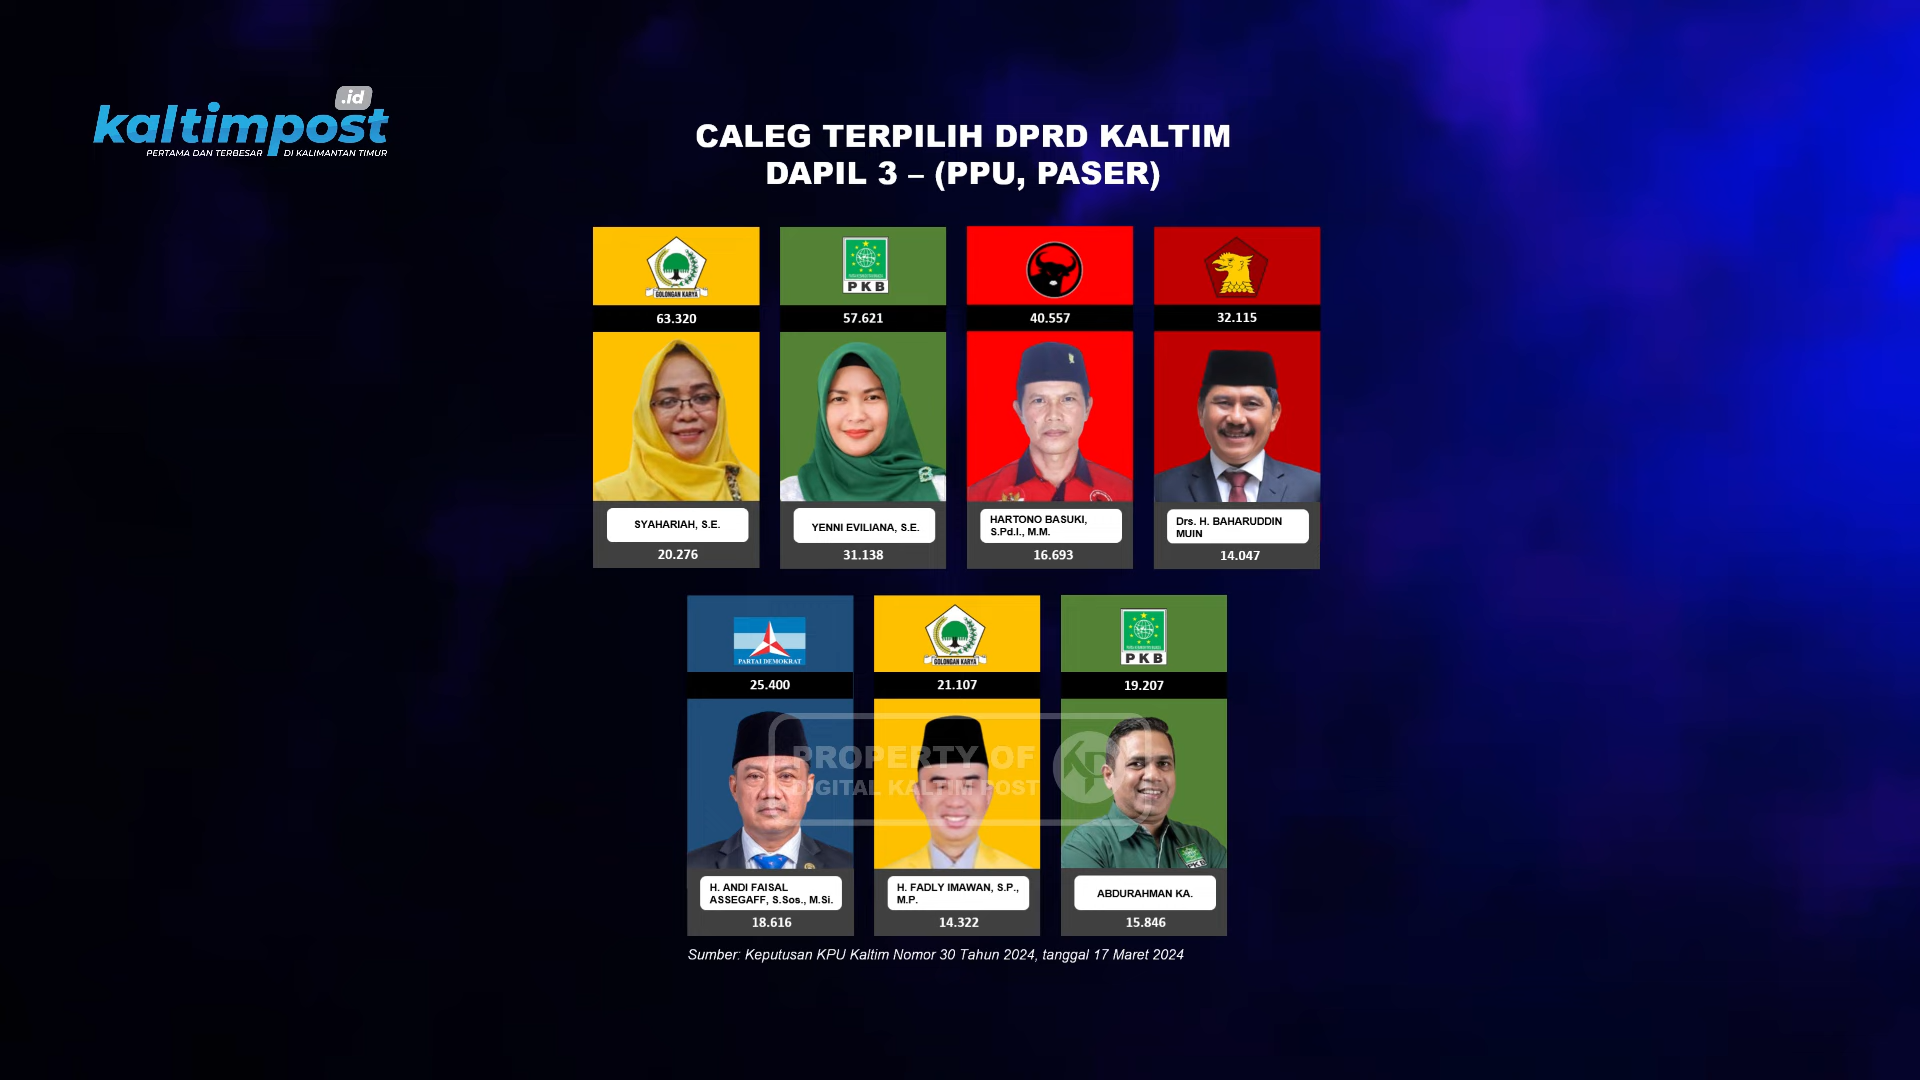 .id
kaltimpost
PERTAMA DAN TERBESAR DI KALIMANTAN TIMUR
CALEG TERPILIH DPRD KALTIM
DAPIL 3 – (PPU, PASER)
GOLONGAN KARYA
63.320
SYAHARIAH, S.E.
20.276
PKB
57.621
YENNI EVILIANA, S.E.
31.138
40.557
HARTONO BASUKI,
S.Pd.I., M.M.
16.693
32.115
Drs. H. BAHARUDDIN
MUIN
14.047
PARTAI DEMOKRAT
25.400
H. ANDI FAISAL
ASSEGAFF, S.Sos., M.Si.
18.616
GOLONGAN KARYA
21.107
H. FADLY IMAWAN, S.P.,
M.P.
14.322
PKB
19.207
PKB
ABDURAHMAN KA.
15.846
PROPERTY OF
DIGITAL KALTIM POST
KP
Sumber: Keputusan KPU Kaltim Nomor 30 Tahun 2024, tanggal 17 Maret 2024